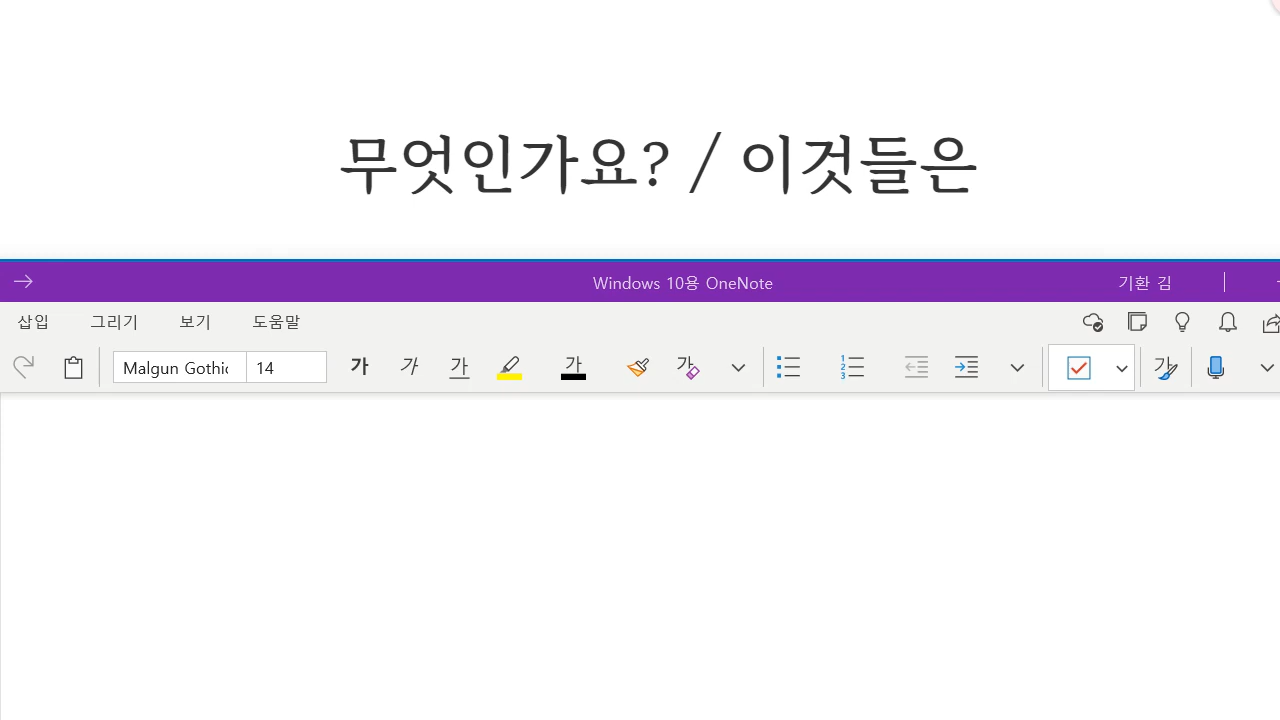 무엇인가요? / 이것들은
Windows 10용 OneNote 기환 김
삽입 그리기 보기 도움말
Malgun Gothic 14 가 가 가 가 가 가